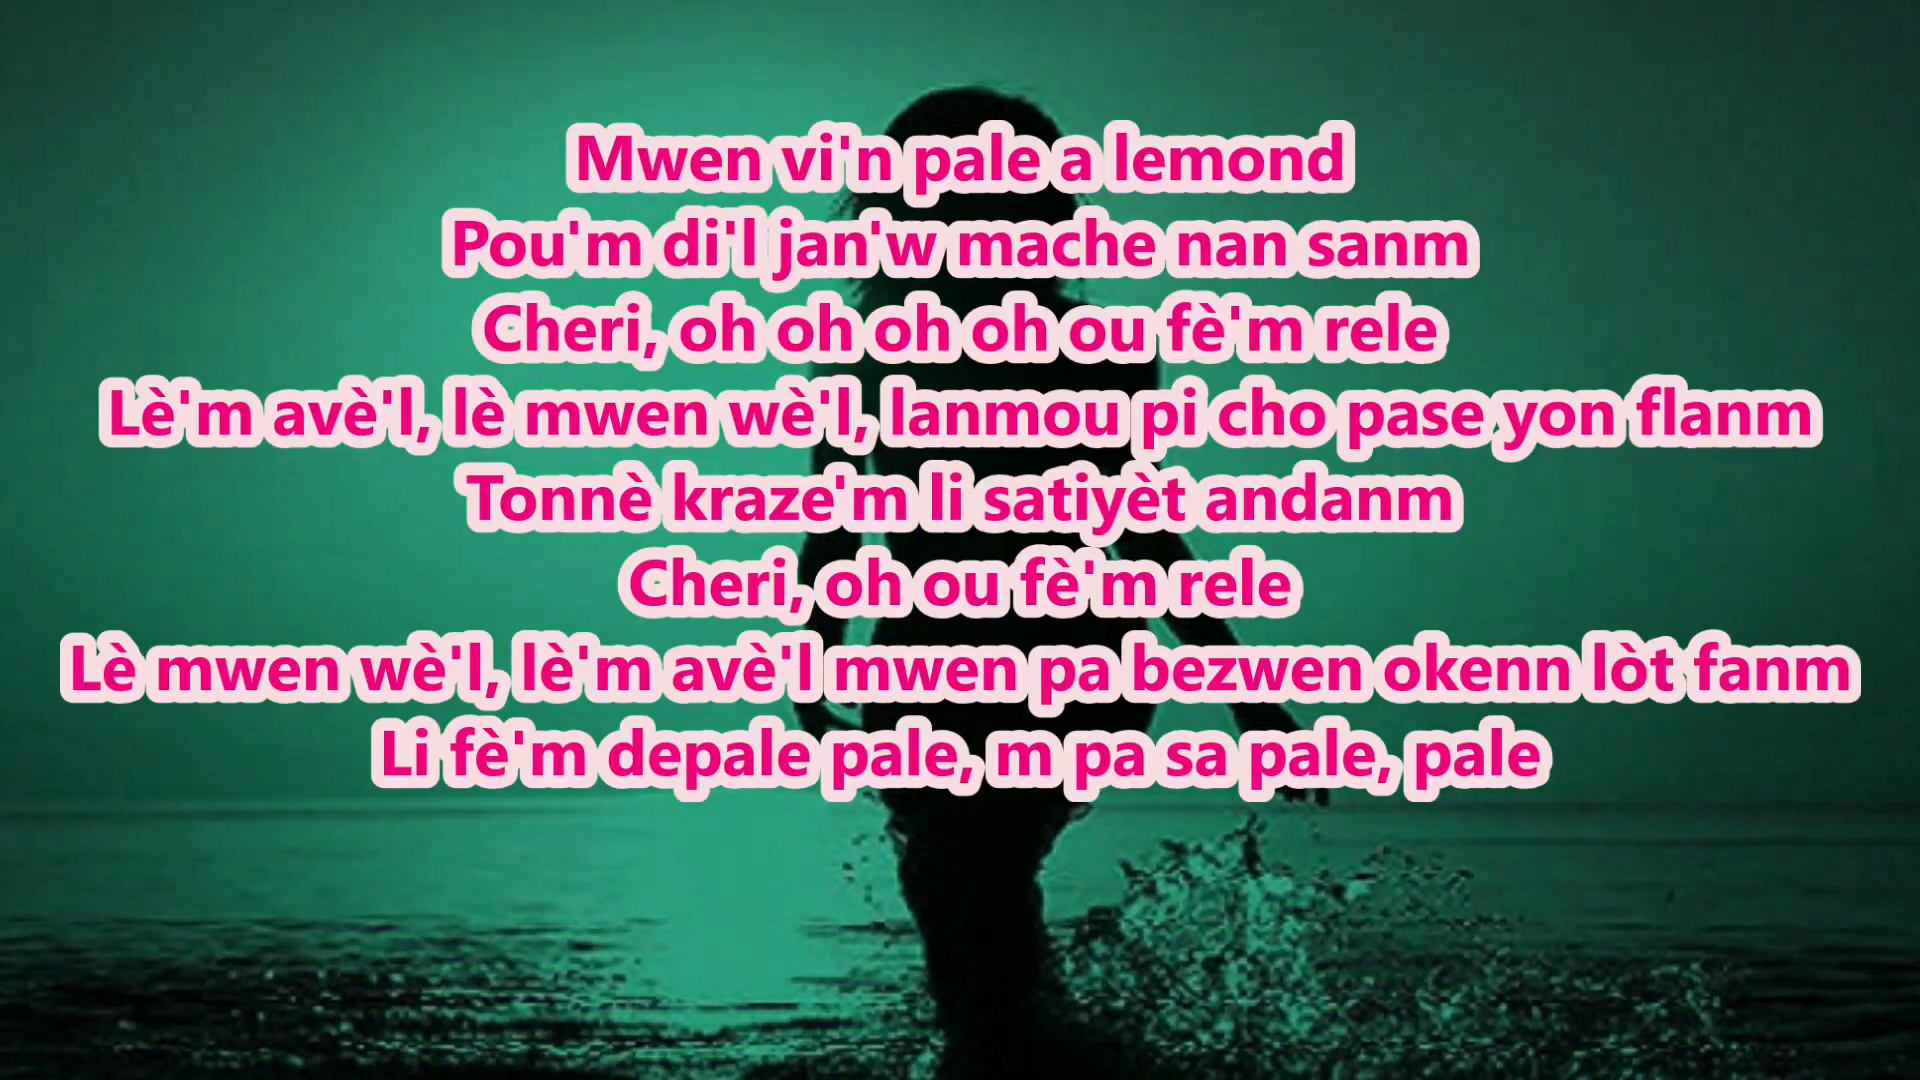 Mwen vi'n pale a lemond
Pou'm di'l jan'w mache nan sanm
Cheri, oh oh oh oh ou fè'm rele
Lè'm avè'l, lè mwen wè'l, lanmou pi cho pase yon flanm
Tonnè kraze'm li satiyèt andanm
Cheri, oh ou fè'm rele
Lè mwen wè'l, lè'm avè'l mwen pa bezwen okenn lòt fanm
Li fè'm depale pale, m pa sa pale, pale